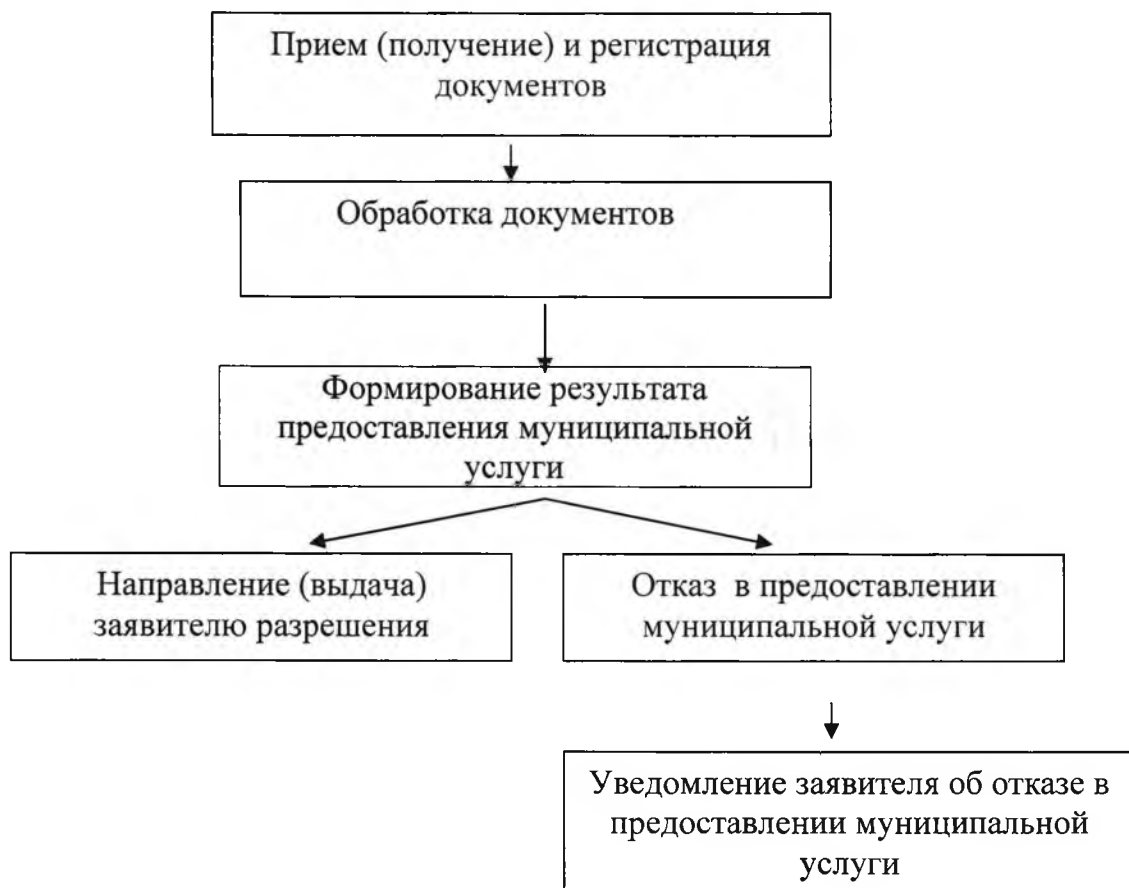 Прием (получение) и регистрация
документов
Обработка документов
Формирование результата
предоставления муниципальной
услуги
Направление (выдача)
заявителю разрешения
Отказ в предоставлении
муниципальной услуги
Уведомление заявителя об отказе в
предоставлении муниципальной
услуги